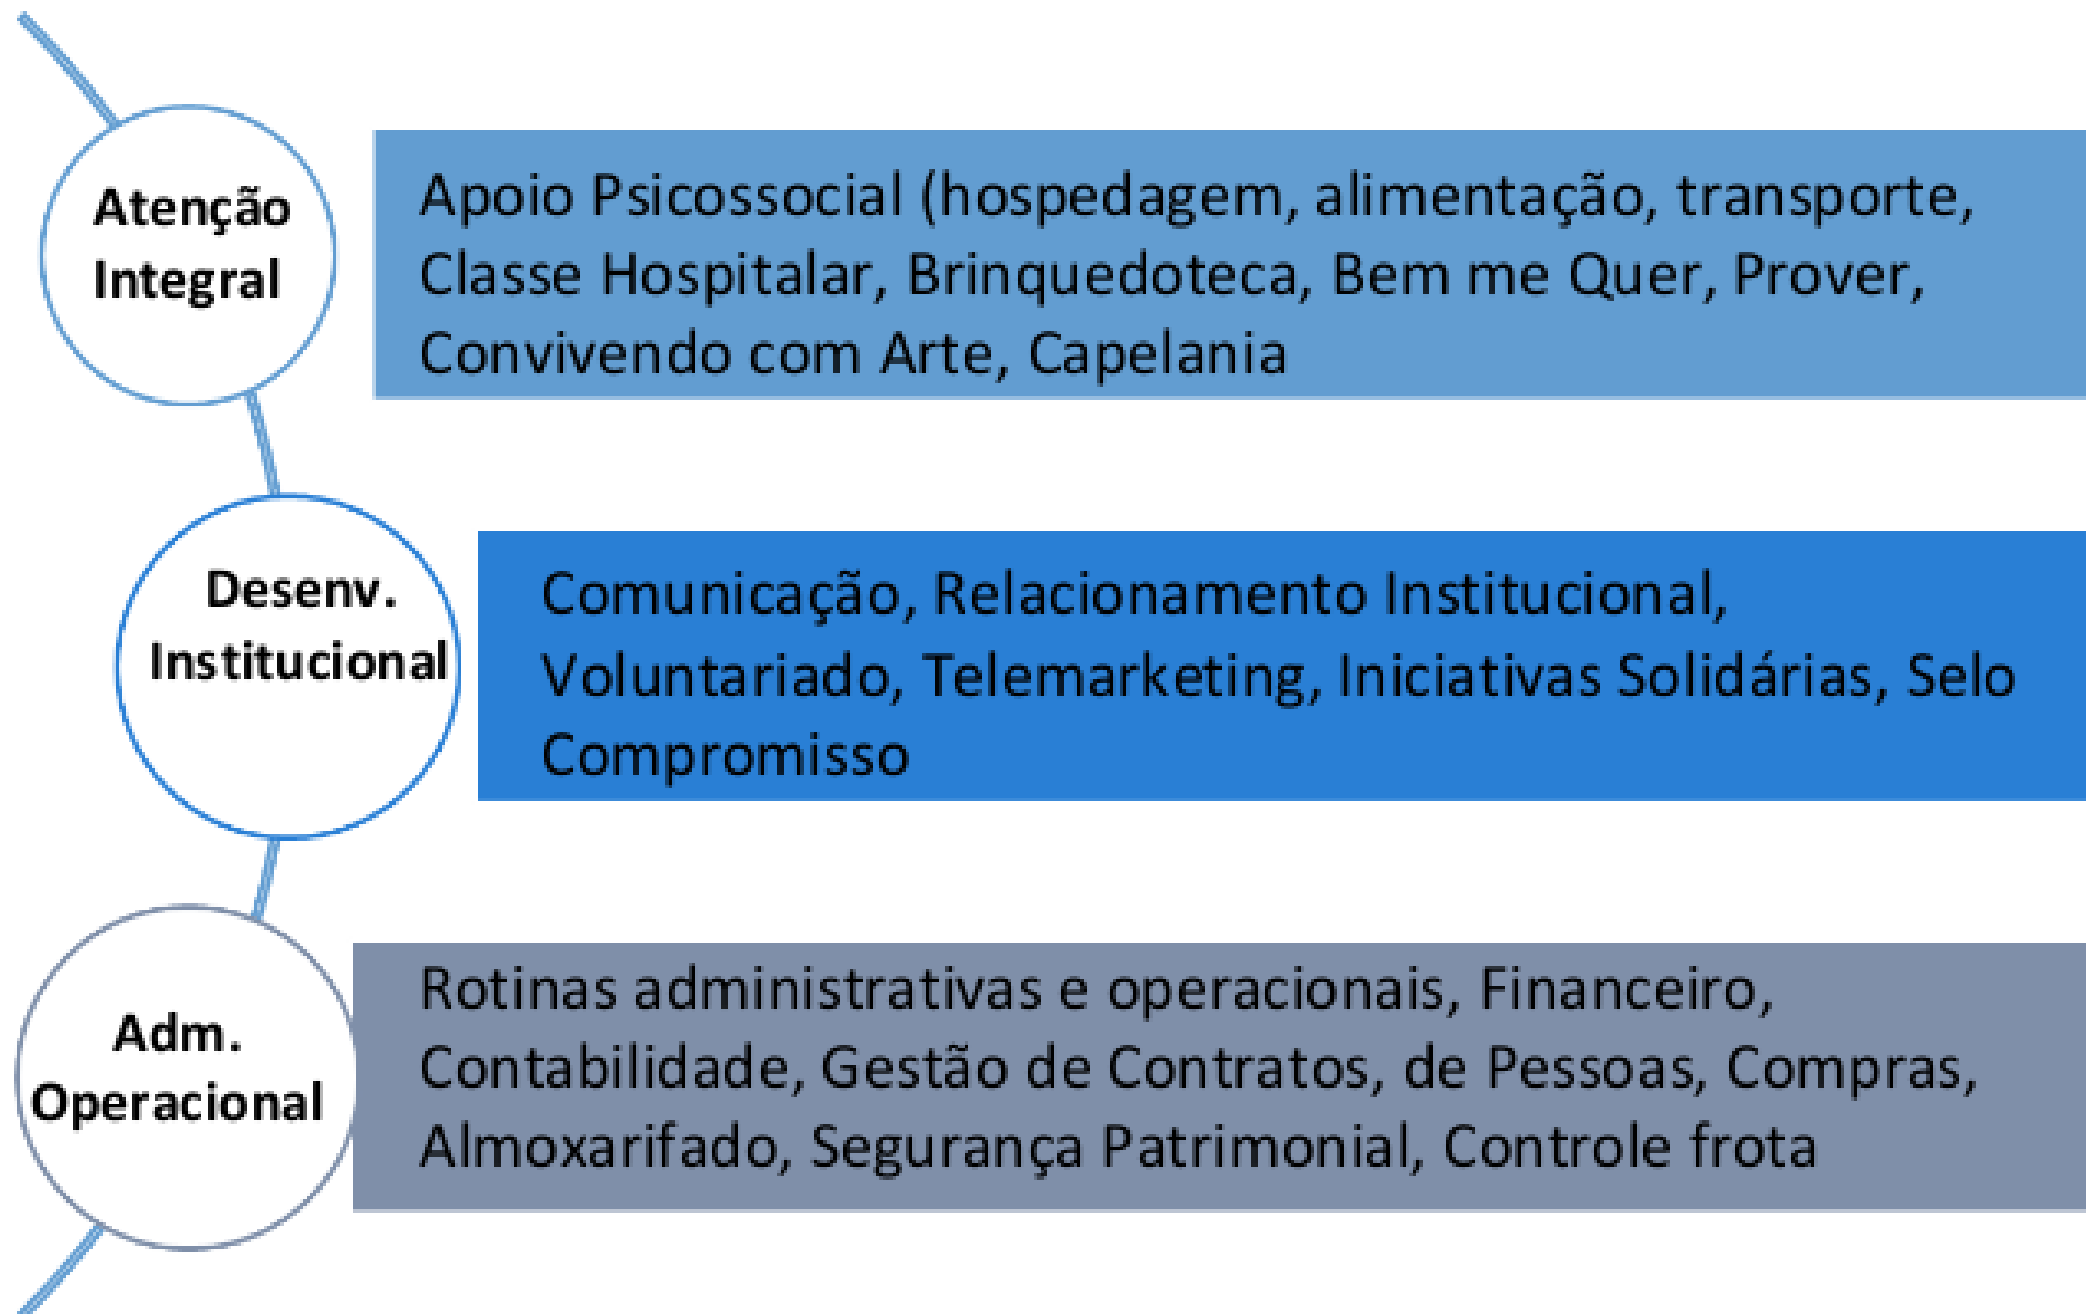 Atenção
Integral
Apoio Psicossocial (hospedagem, alimentação, transporte,
Classe Hospitalar, Brinquedoteca, Bem me Quer, Prover,
Convivendo com Arte, Capelania
Desenv.
Institucional
Comunicação, Relacionamento Institucional,
Voluntariado, Telemarketing, Iniciativas Solidárias, Selo
Compromisso
Adm.
Operacional
Rotinas administrativas e operacionais, Financeiro,
Contabilidade, Gestão de Contratos, de Pessoas, Compras,
Almoxarifado, Segurança Patrimonial, Controle frota